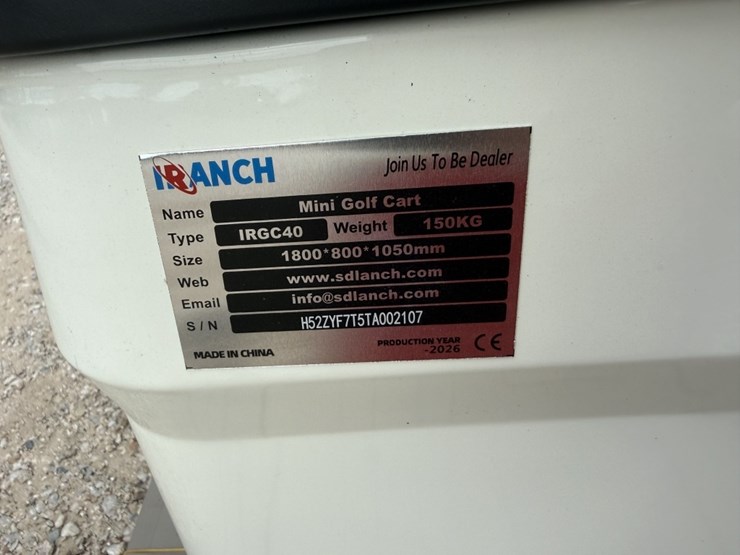 IRANCH Join Us To Be Dealer
Name Mini Golf Cart
Type IRGC40 Weight 150KG
Size 1800*800*1050mm
Web www.sdlanch.com
Email info@sdlanch.com
S / N H52ZYF7T5TA002107
MADE IN CHINA PRODUCTION YEAR CE
-2026